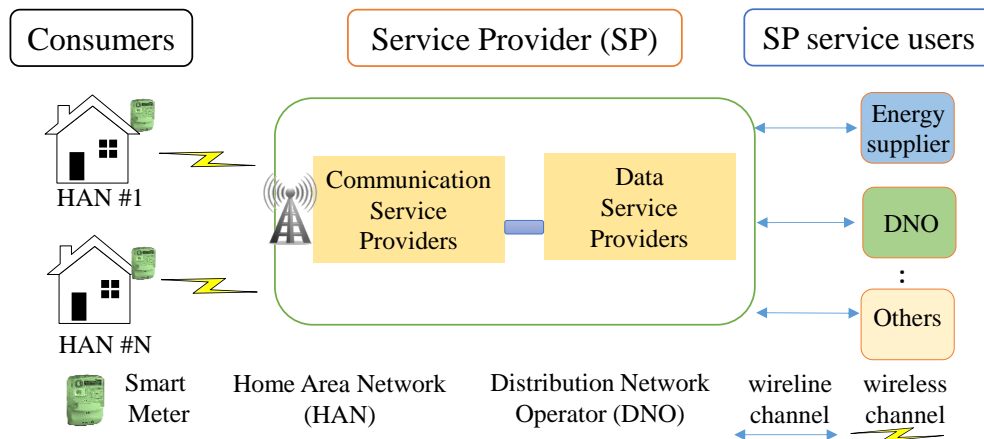 Consumers
Service Provider (SP)
SP service users
HAN #1
HAN #N
Communication
Service
Providers
Data
Service
Providers
Energy
supplier
DNO
:
Others
Smart
Meter
Home Area Network
(HAN)
Distribution Network
Operator (DNO)
wireline
channel
wireless
channel